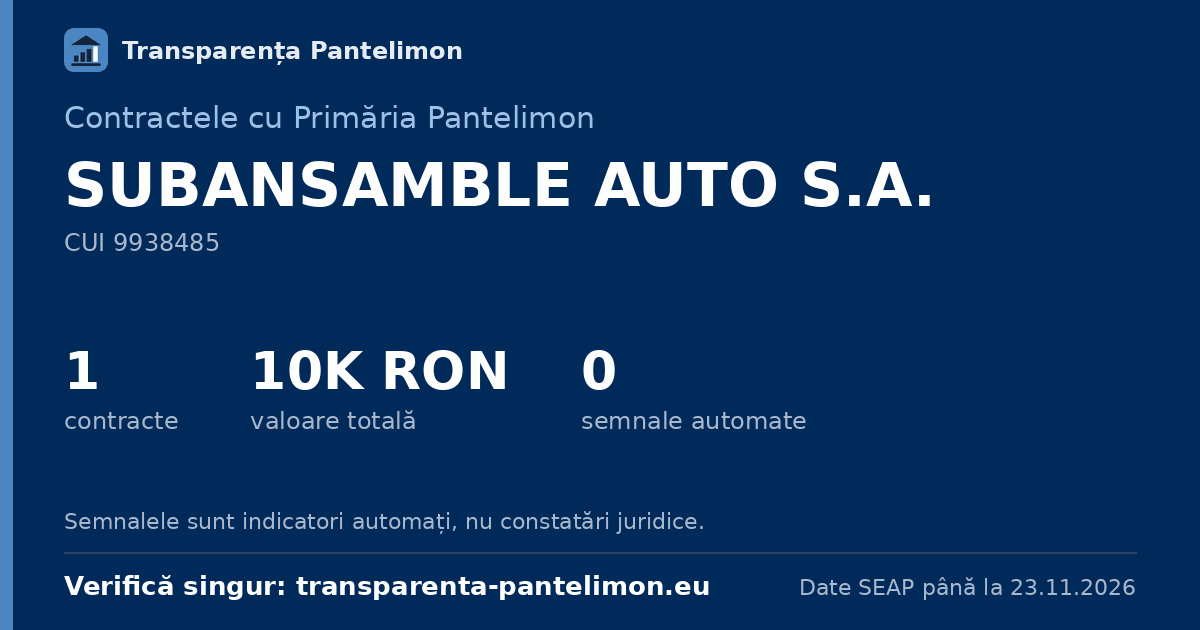 Transparența Pantelimon
Contractele cu Primăria Pantelimon
SUBANSAMBLE AUTO S.A.
CUI 9938485
1
contracte
10K RON
valoare totală
0
semnale automate
Semnalele sunt indicatori automați, nu constatări juridice.
Verifică singur: transparenta-pantelimon.eu
Date SEAP până la 23.11.2026